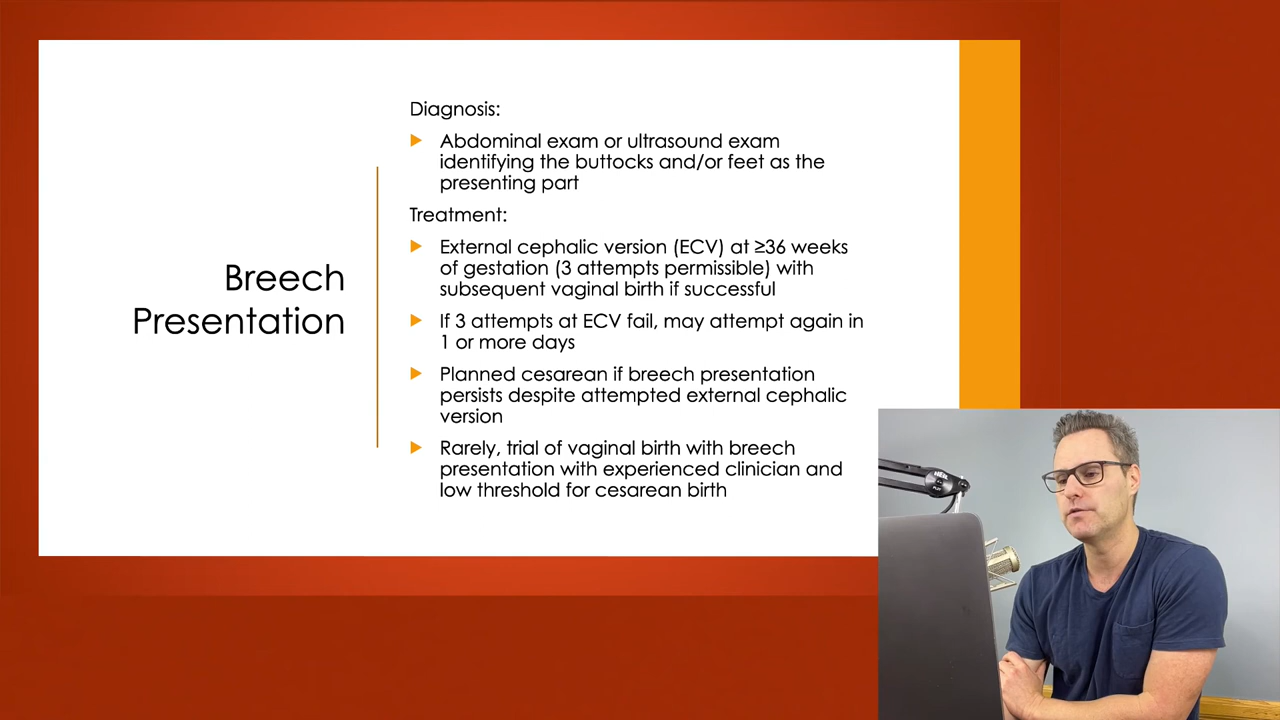 Breech
Presentation
Diagnosis:
Abdominal exam or ultrasound exam
identifying the buttocks and/or feet as the
presenting part
Treatment:
External cephalic version (ECV) at ≥36 weeks
of gestation (3 attempts permissible) with
subsequent vaginal birth if successful
If 3 attempts at ECV fail, may attempt again in
1 or more days
Planned cesarean if breech presentation
persists despite attempted external cephalic
version
Rarely, trial of vaginal birth with breech
presentation with experienced clinician and
low threshold for cesarean birth